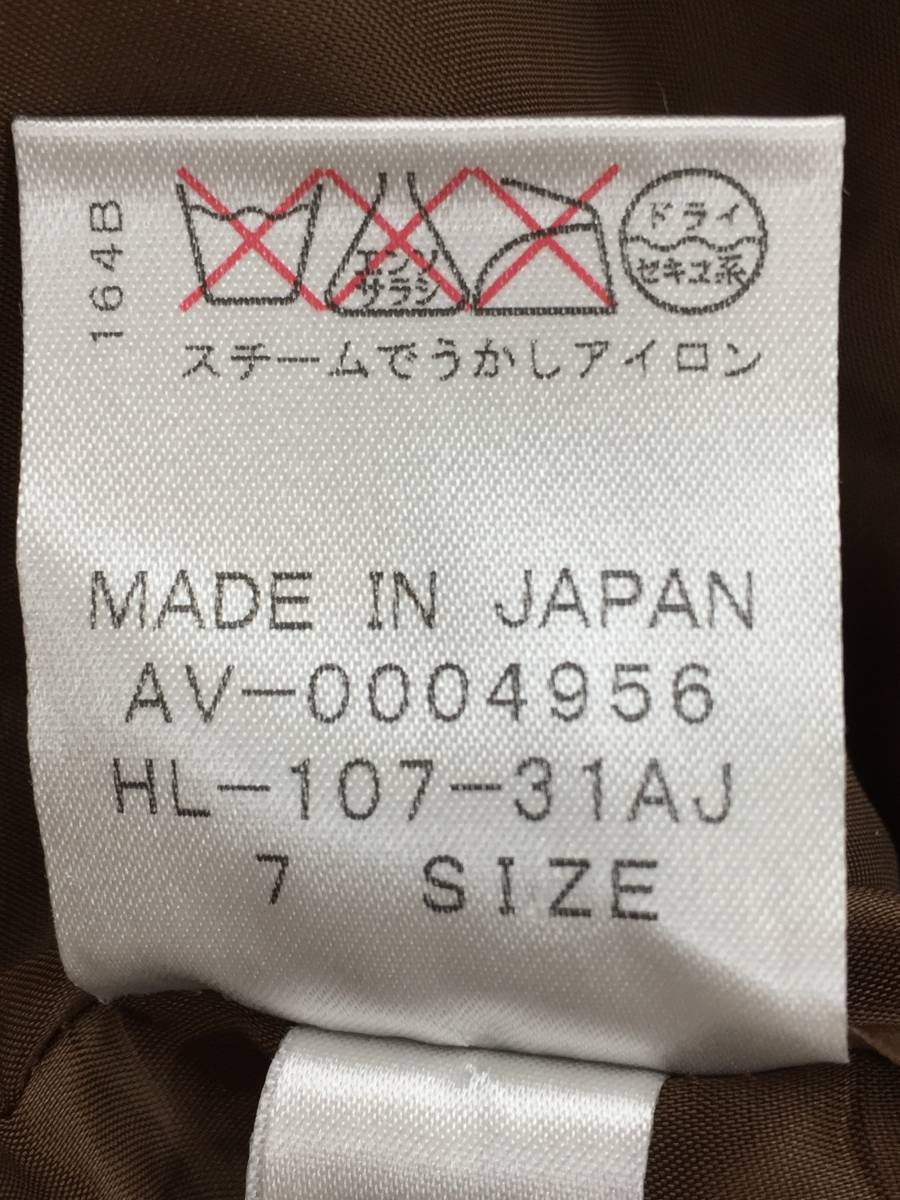 164B
エンソ
サラシ
ドライ
セキユ系
スチームでうかしアイロン
MADE IN JAPAN
AV-0004956
HL-107-31AJ
7 SIZE